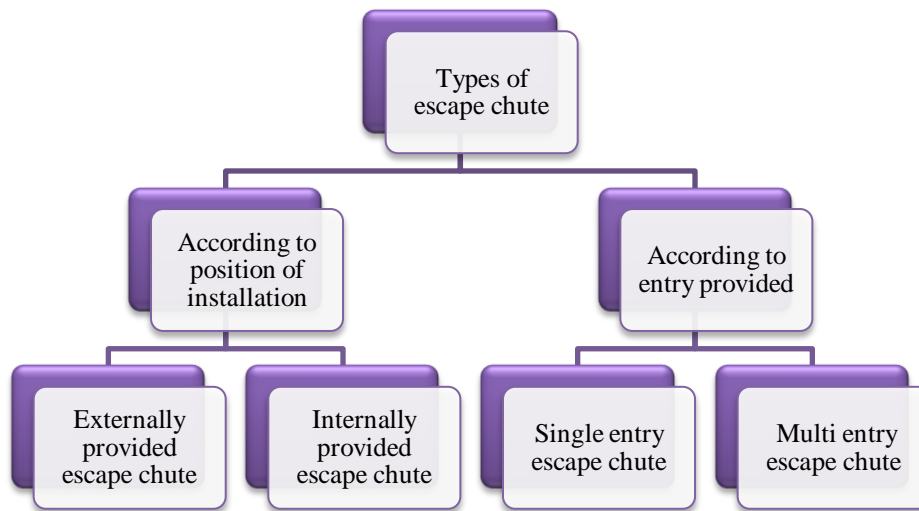 Types of
escape chute
According to
position of
installation
According to
entry provided
Externally
provided
escape chute
Internally
provided
escape chute
Single entry
escape chute
Multi entry
escape chute